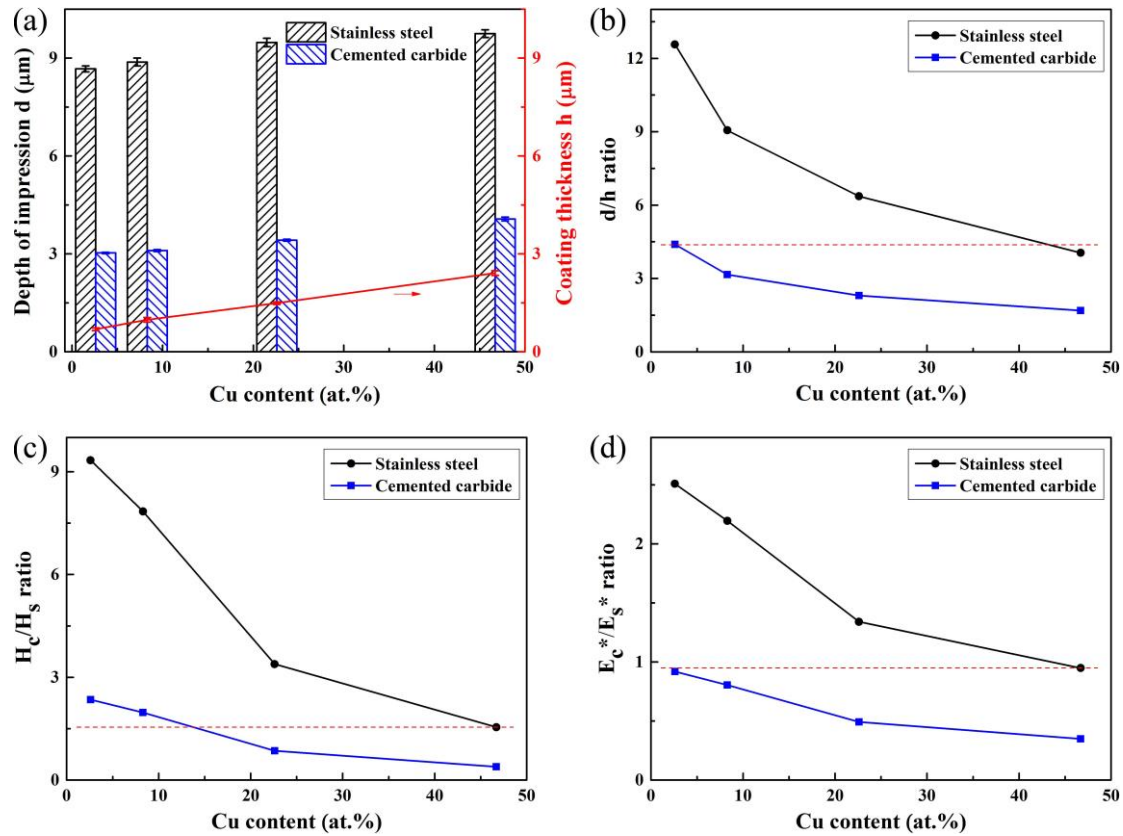 (a)
Stainless steel
Cemented carbide
Depth of impression d (μm)
0
3
6
9
Coating thickness h (μm)
0
3
6
9
0 10 20 30 40 50
Cu content (at.%)
(b)
Stainless steel
Cemented carbide
d/h ratio
0
3
6
9
12
0 10 20 30 40 50
Cu content (at.%)
(c)
Stainless steel
Cemented carbide
H_c/H_s ratio
0
3
6
9
0 10 20 30 40 50
Cu content (at.%)
(d)
Stainless steel
Cemented carbide
E_c*/E_s* ratio
0
1
2
0 10 20 30 40 50
Cu content (at.%)